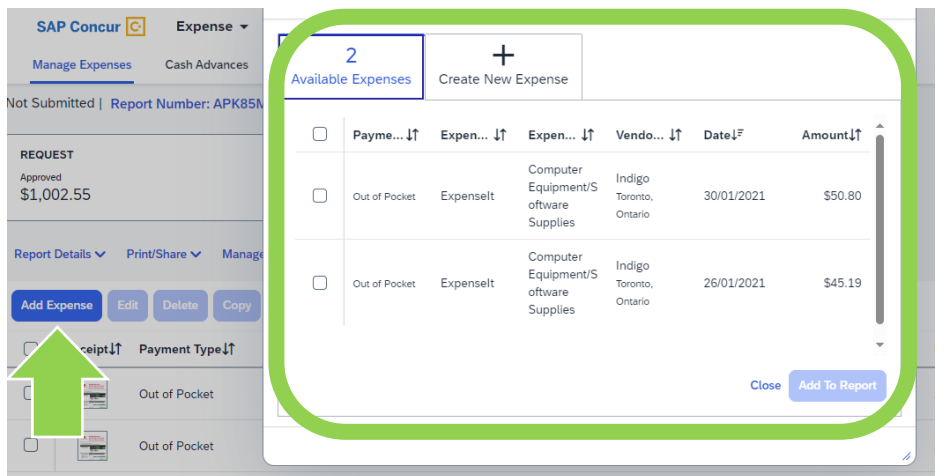 SAP Concur C Expense
Manage Expenses Cash Advances
Not Submitted | Report Number: APK85M
REQUEST
Approved
$1,002.55
Report Details Print/Share Manage
Add Expense Edit Delete Copy
ceipt Payment Type
Out of Pocket
Out of Pocket
2
Available Expenses
+
Create New Expense
Payme... Expen... Expen... Vendo... Date Amount
Out of Pocket ExpenseIt
Computer
Equipment/S
oftware
Supplies
Indigo
Toronto,
Ontario
30/01/2021 $50.80
Out of Pocket ExpenseIt
Computer
Equipment/S
oftware
Supplies
Indigo
Toronto,
Ontario
26/01/2021 $45.19
Close Add To Report